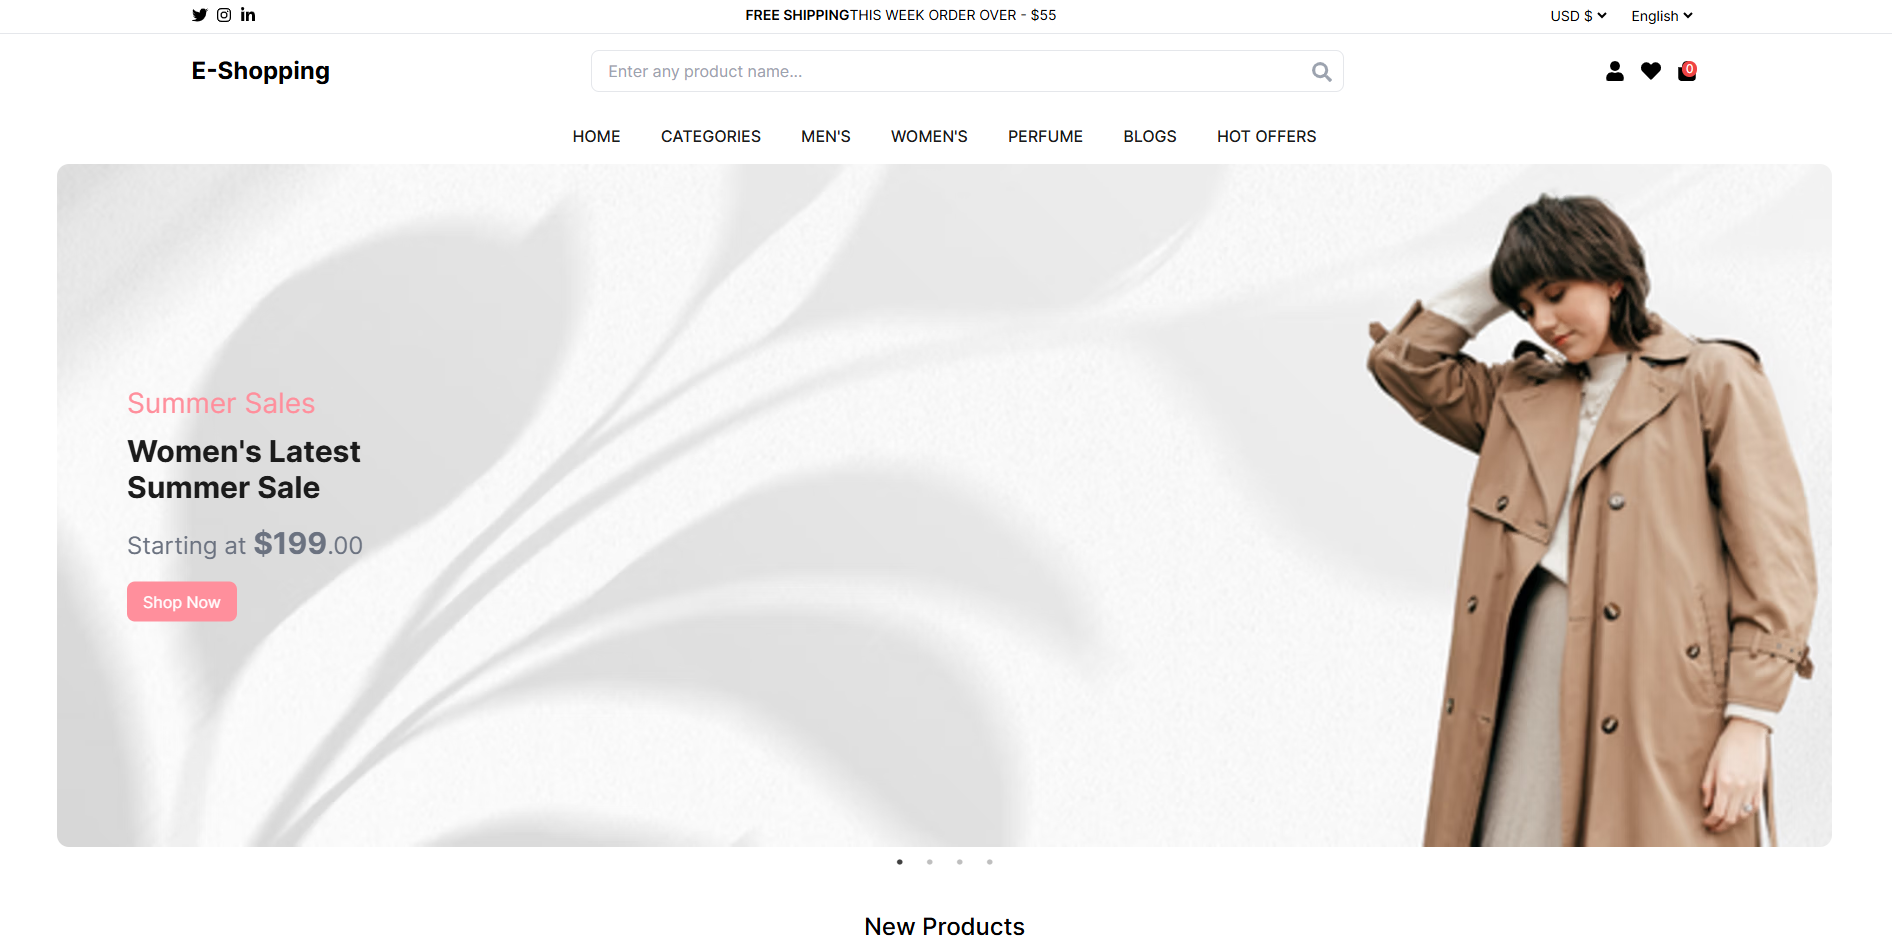 FREE SHIPPINGTHIS WEEK ORDER OVER - $55
USD $
English
E-Shopping
Enter any product name...
0
HOME
CATEGORIES
MEN'S
WOMEN'S
PERFUME
BLOGS
HOT OFFERS
Summer Sales
Women's Latest
Summer Sale
Starting at $199.00
Shop Now
New Products